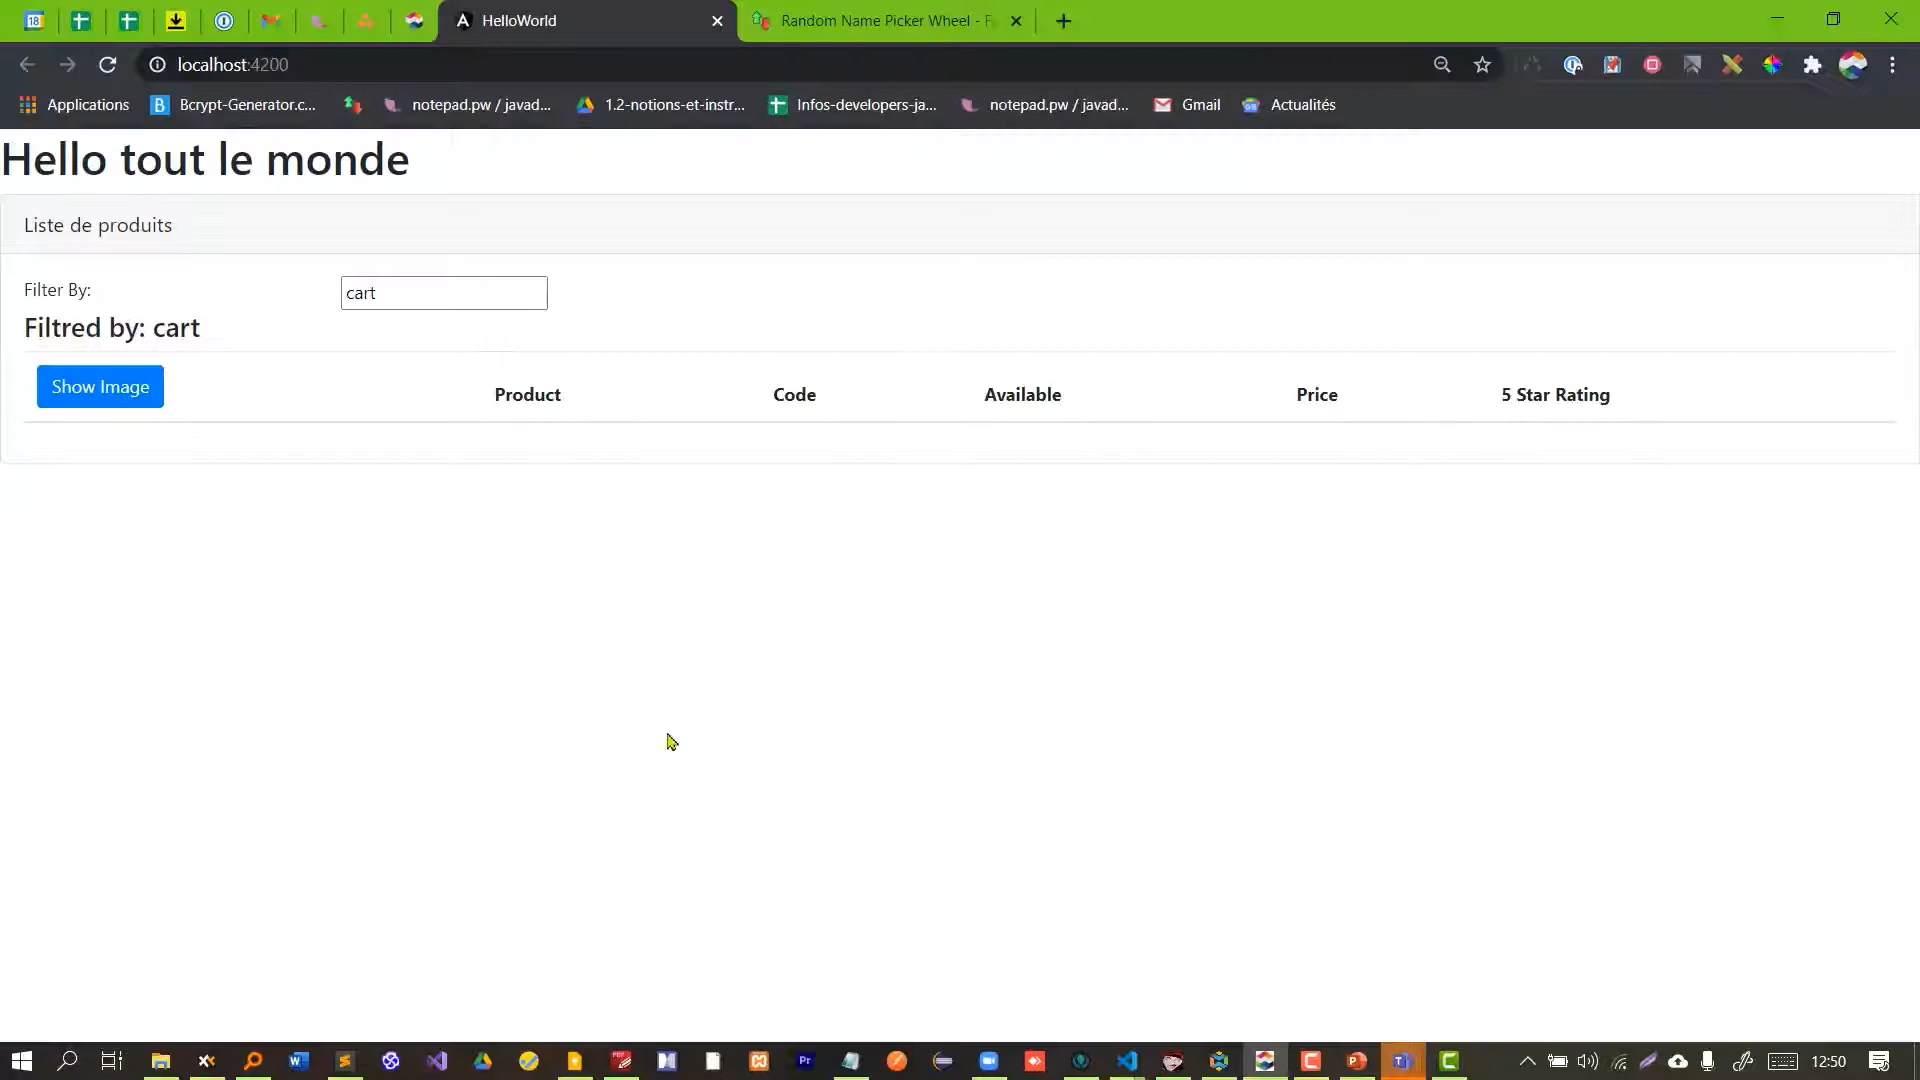 HelloWorld
Random Name Picker Wheel - F
localhost:4200
Applications
Bcrypt-Generator.c...
notepad.pw / javad...
1.2-notions-et-instr...
Infos-developers-ja...
notepad.pw / javad...
Gmail
Actualités
Hello tout le monde
Liste de produits
Filter By:
cart
Filtred by: cart
Show Image
Product
Code
Available
Price
5 Star Rating
12:50